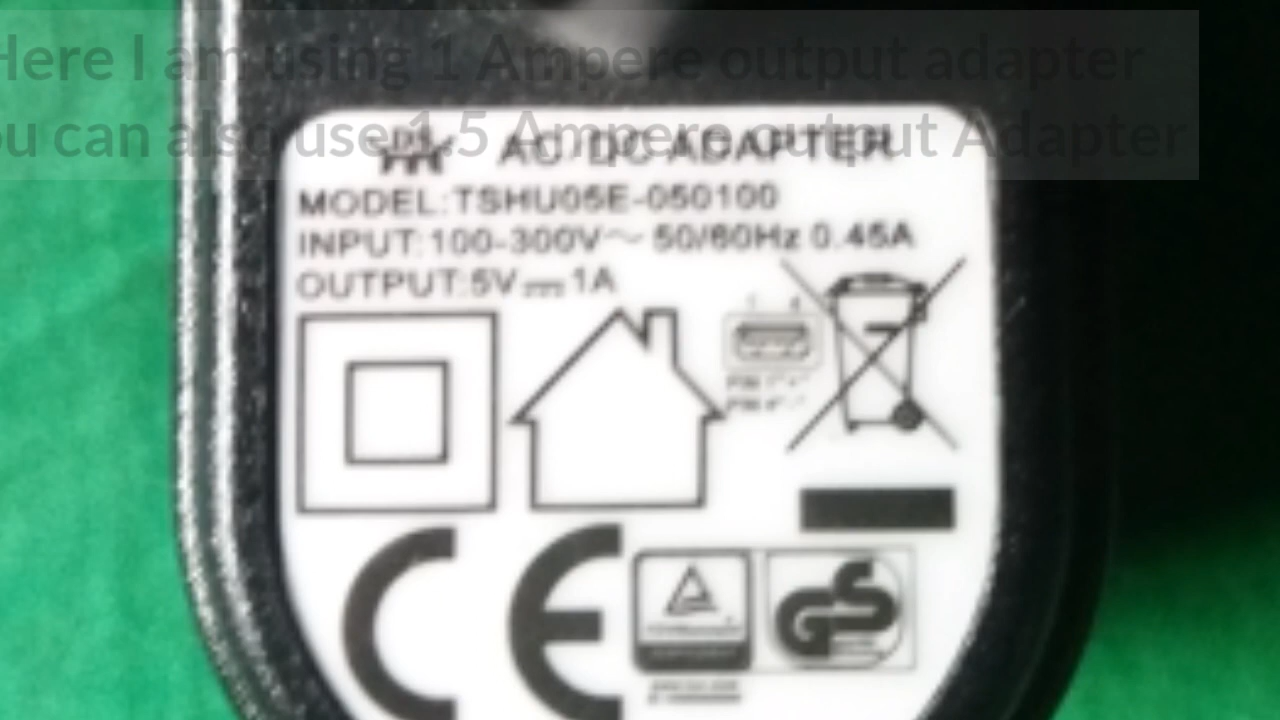 Here I am using 1 Ampere output adapter
ou can also use 1.5 Ampere output Adapter
AC/DC ADAPTER
MODEL:TSHU05E-050100
INPUT:100-300V～ 50/60Hz 0.45A
OUTPUT:5V⎓1A
CE
GS